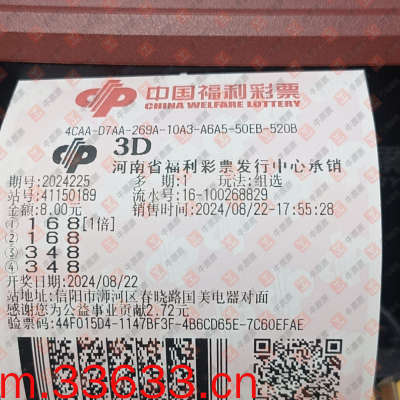 中国福利彩票
CHINA WELFARE LOTTERY
4CAA-D7AA-269A-10A3-A6A5-50EB-520B
3D
河南省福利彩票发行中心承销
期号:2024225 多期:1 玩法:组选
站号:41150189 流水号:16-100268829
金额:8.00元 销售时间:2024/08/22-17:55:28
① 1 6 8 [1倍]
② 1 6 8
③ 3 4 8
④ 3 4 8
开奖日期:2024/08/22
站地址:信阳市浉河区春晓路国美电器对面
感谢您为公益事业贡献2.72元
验票码:44F015D4-1147BF3F-4B6CD65E-7C60EFAE
m.33633.cn